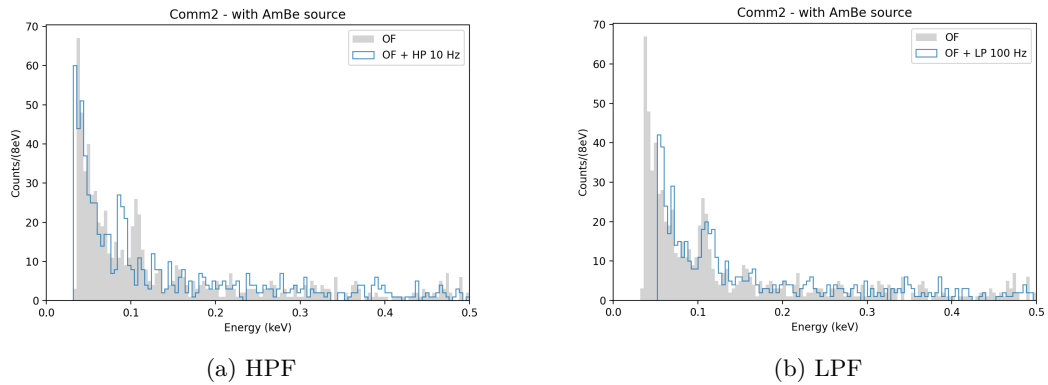 Comm2 - with AmBe source
OF
OF + HP 10 Hz
Counts/(8eV)
70
60
50
40
30
20
10
0
0.0 0.1 0.2 0.3 0.4 0.5
Energy (keV)
(a) HPF
Comm2 - with AmBe source
OF
OF + LP 100 Hz
Counts/(8eV)
70
60
50
40
30
20
10
0
0.0 0.1 0.2 0.3 0.4 0.5
Energy (keV)
(b) LPF